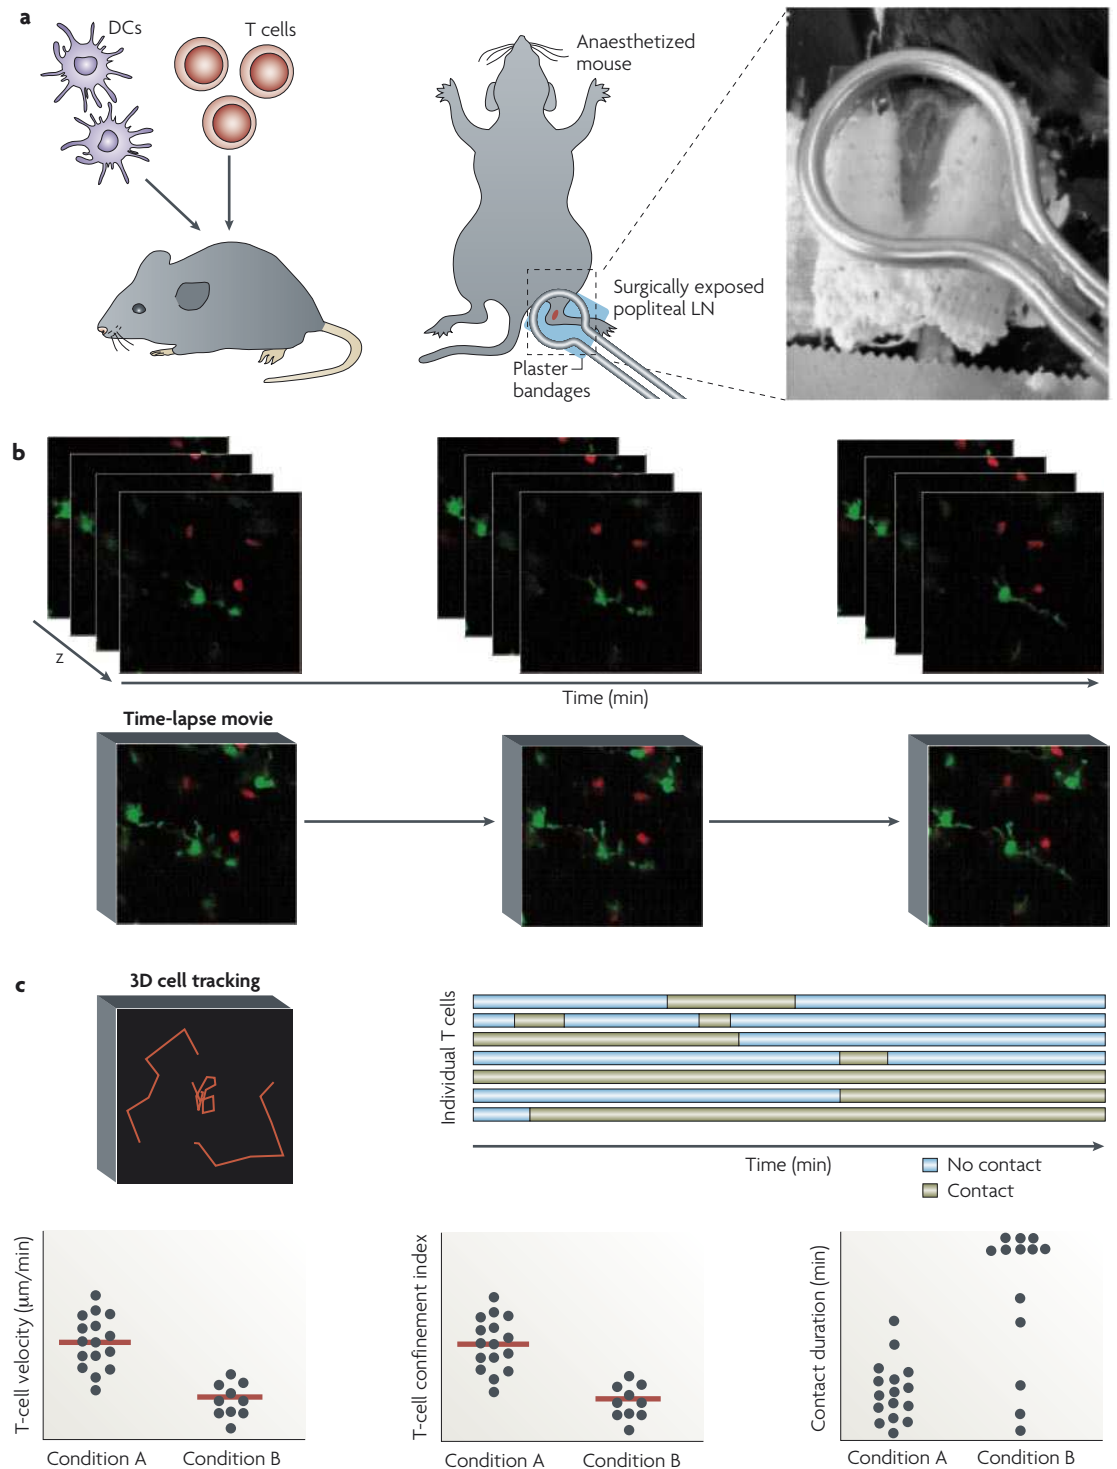 a
DCs
T cells
Anaesthetized
mouse
Surgically exposed
popliteal LN
Plaster
bandages
b
z
Time (min)
Time-lapse movie
c
3D cell tracking
Individual T cells
Time (min)
No contact
Contact
T-cell velocity (μm/min)
Condition A
Condition B
T-cell confinement index
Condition A
Condition B
Contact duration (min)
Condition A
Condition B